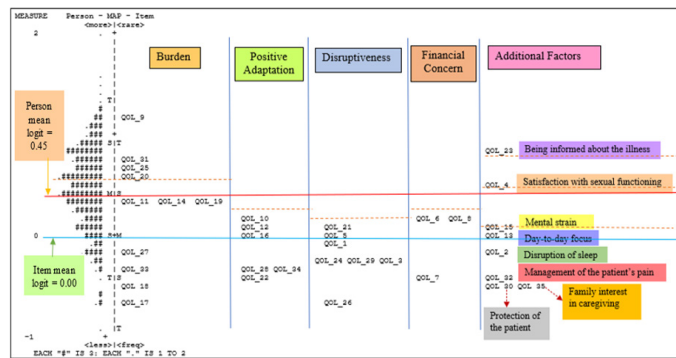 MEASURE Person - MAP - Item
<more>|<rare>
2
Burden
Positive Adaptation
Disruptiveness
Financial Concern
Additional Factors
Person mean logit = 0.45
QOL_9
QOL_23
Being informed about the illness
QOL_31
QOL_25
QOL_20
QOL_4
Satisfaction with sexual functioning
QOL_11 QOL_14 QOL_19
QOL_10
QOL_6 QOL_8
QOL_12
QOL_21
QOL_15
Mental strain
0
QOL_16
QOL_5
QOL_13
Day-to-day focus
QOL_1
QOL_27
QOL_2
Disruption of sleep
Item mean logit = 0.00
QOL_24 QOL_29 QOL_3
QOL_33
QOL_28 QOL_34
QOL_22
QOL_7
QOL_32
Management of the patient's pain
QOL_18
QOL_30 QOL_35
Family interest in caregiving
QOL_17
QOL_26
Protection of the patient
-1
<less>|<freq>
EACH "#" IS 3: EACH "." IS 1 TO 2